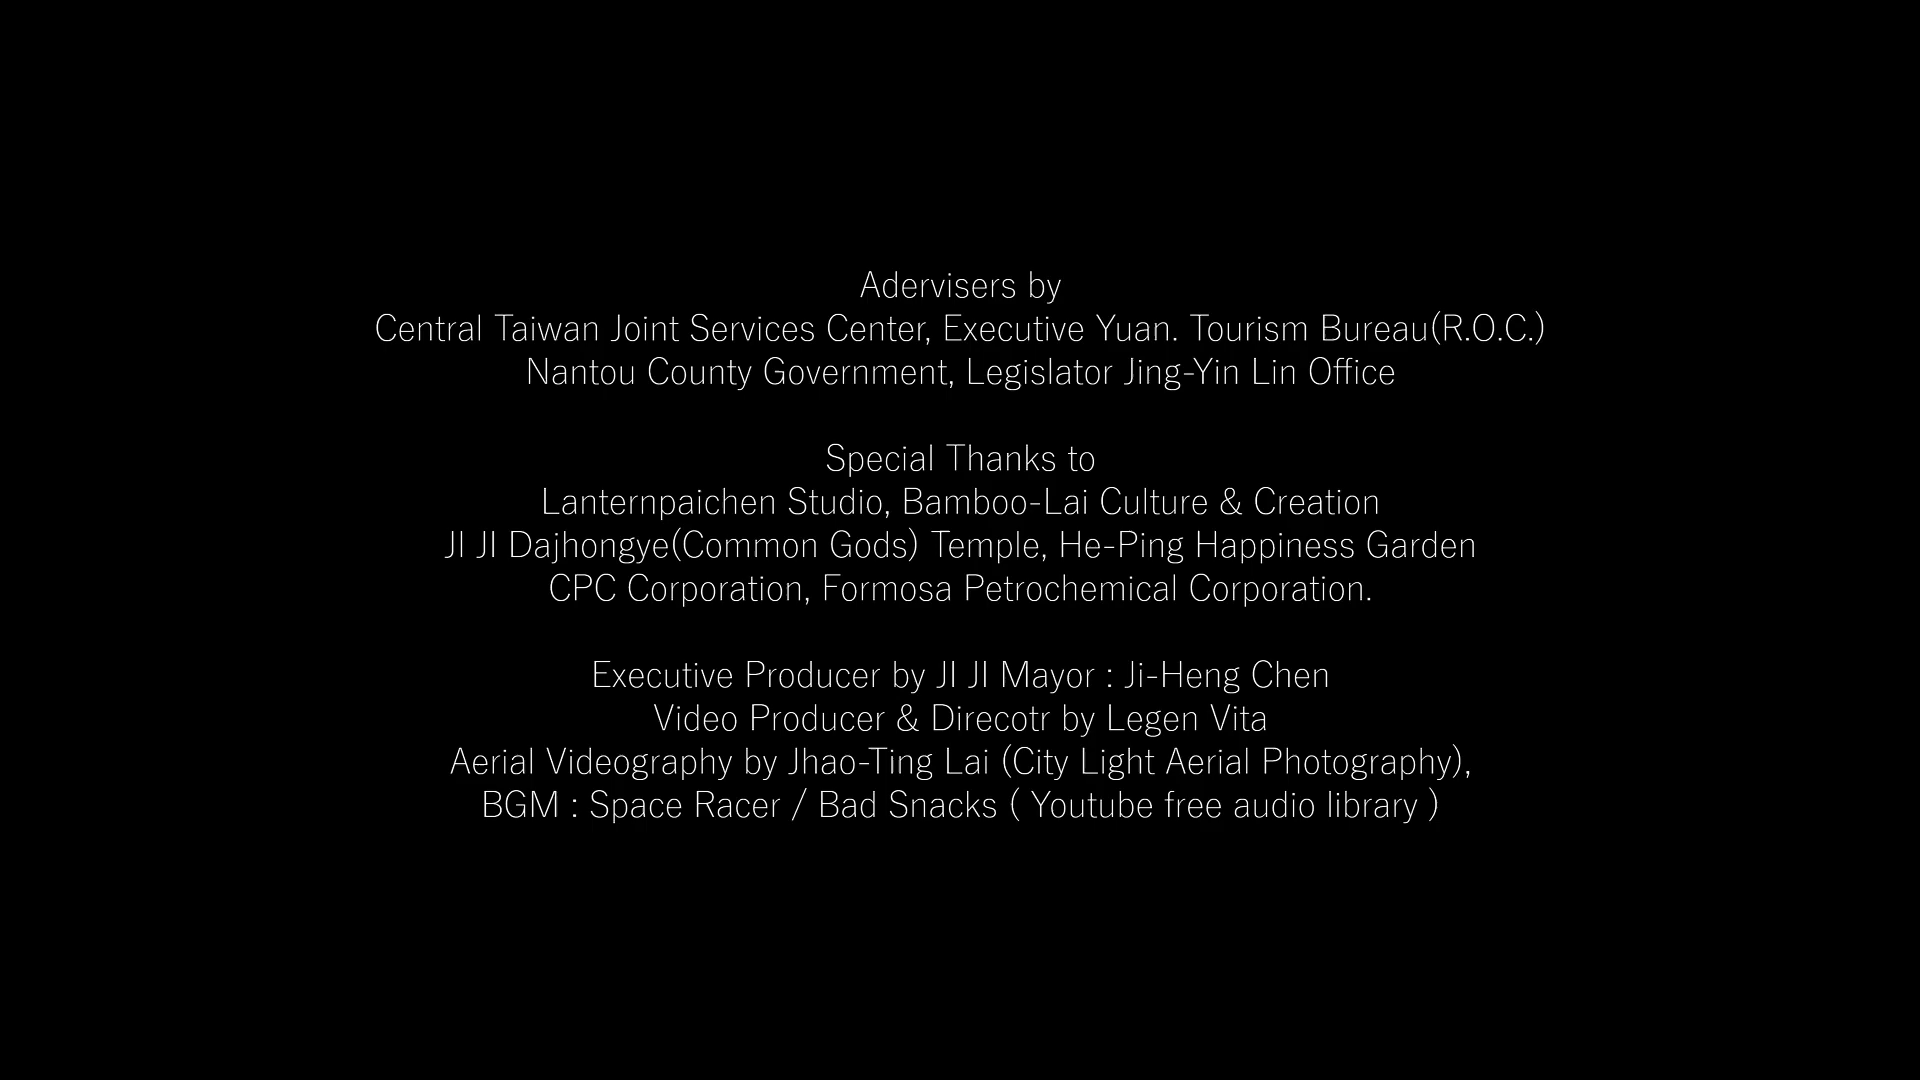 Adervisers by
Central Taiwan Joint Services Center, Executive Yuan. Tourism Bureau(R.O.C.)
Nantou County Government, Legislator Jing-Yin Lin Office
Special Thanks to
Lanternpaichen Studio, Bamboo-Lai Culture & Creation
JI JI Dajhongye(Common Gods) Temple, He-Ping Happiness Garden
CPC Corporation, Formosa Petrochemical Corporation.
Executive Producer by JI JI Mayor : Ji-Heng Chen
Video Producer & Direcotr by Legen Vita
Aerial Videography by Jhao-Ting Lai (City Light Aerial Photography),
BGM : Space Racer / Bad Snacks ( Youtube free audio library )